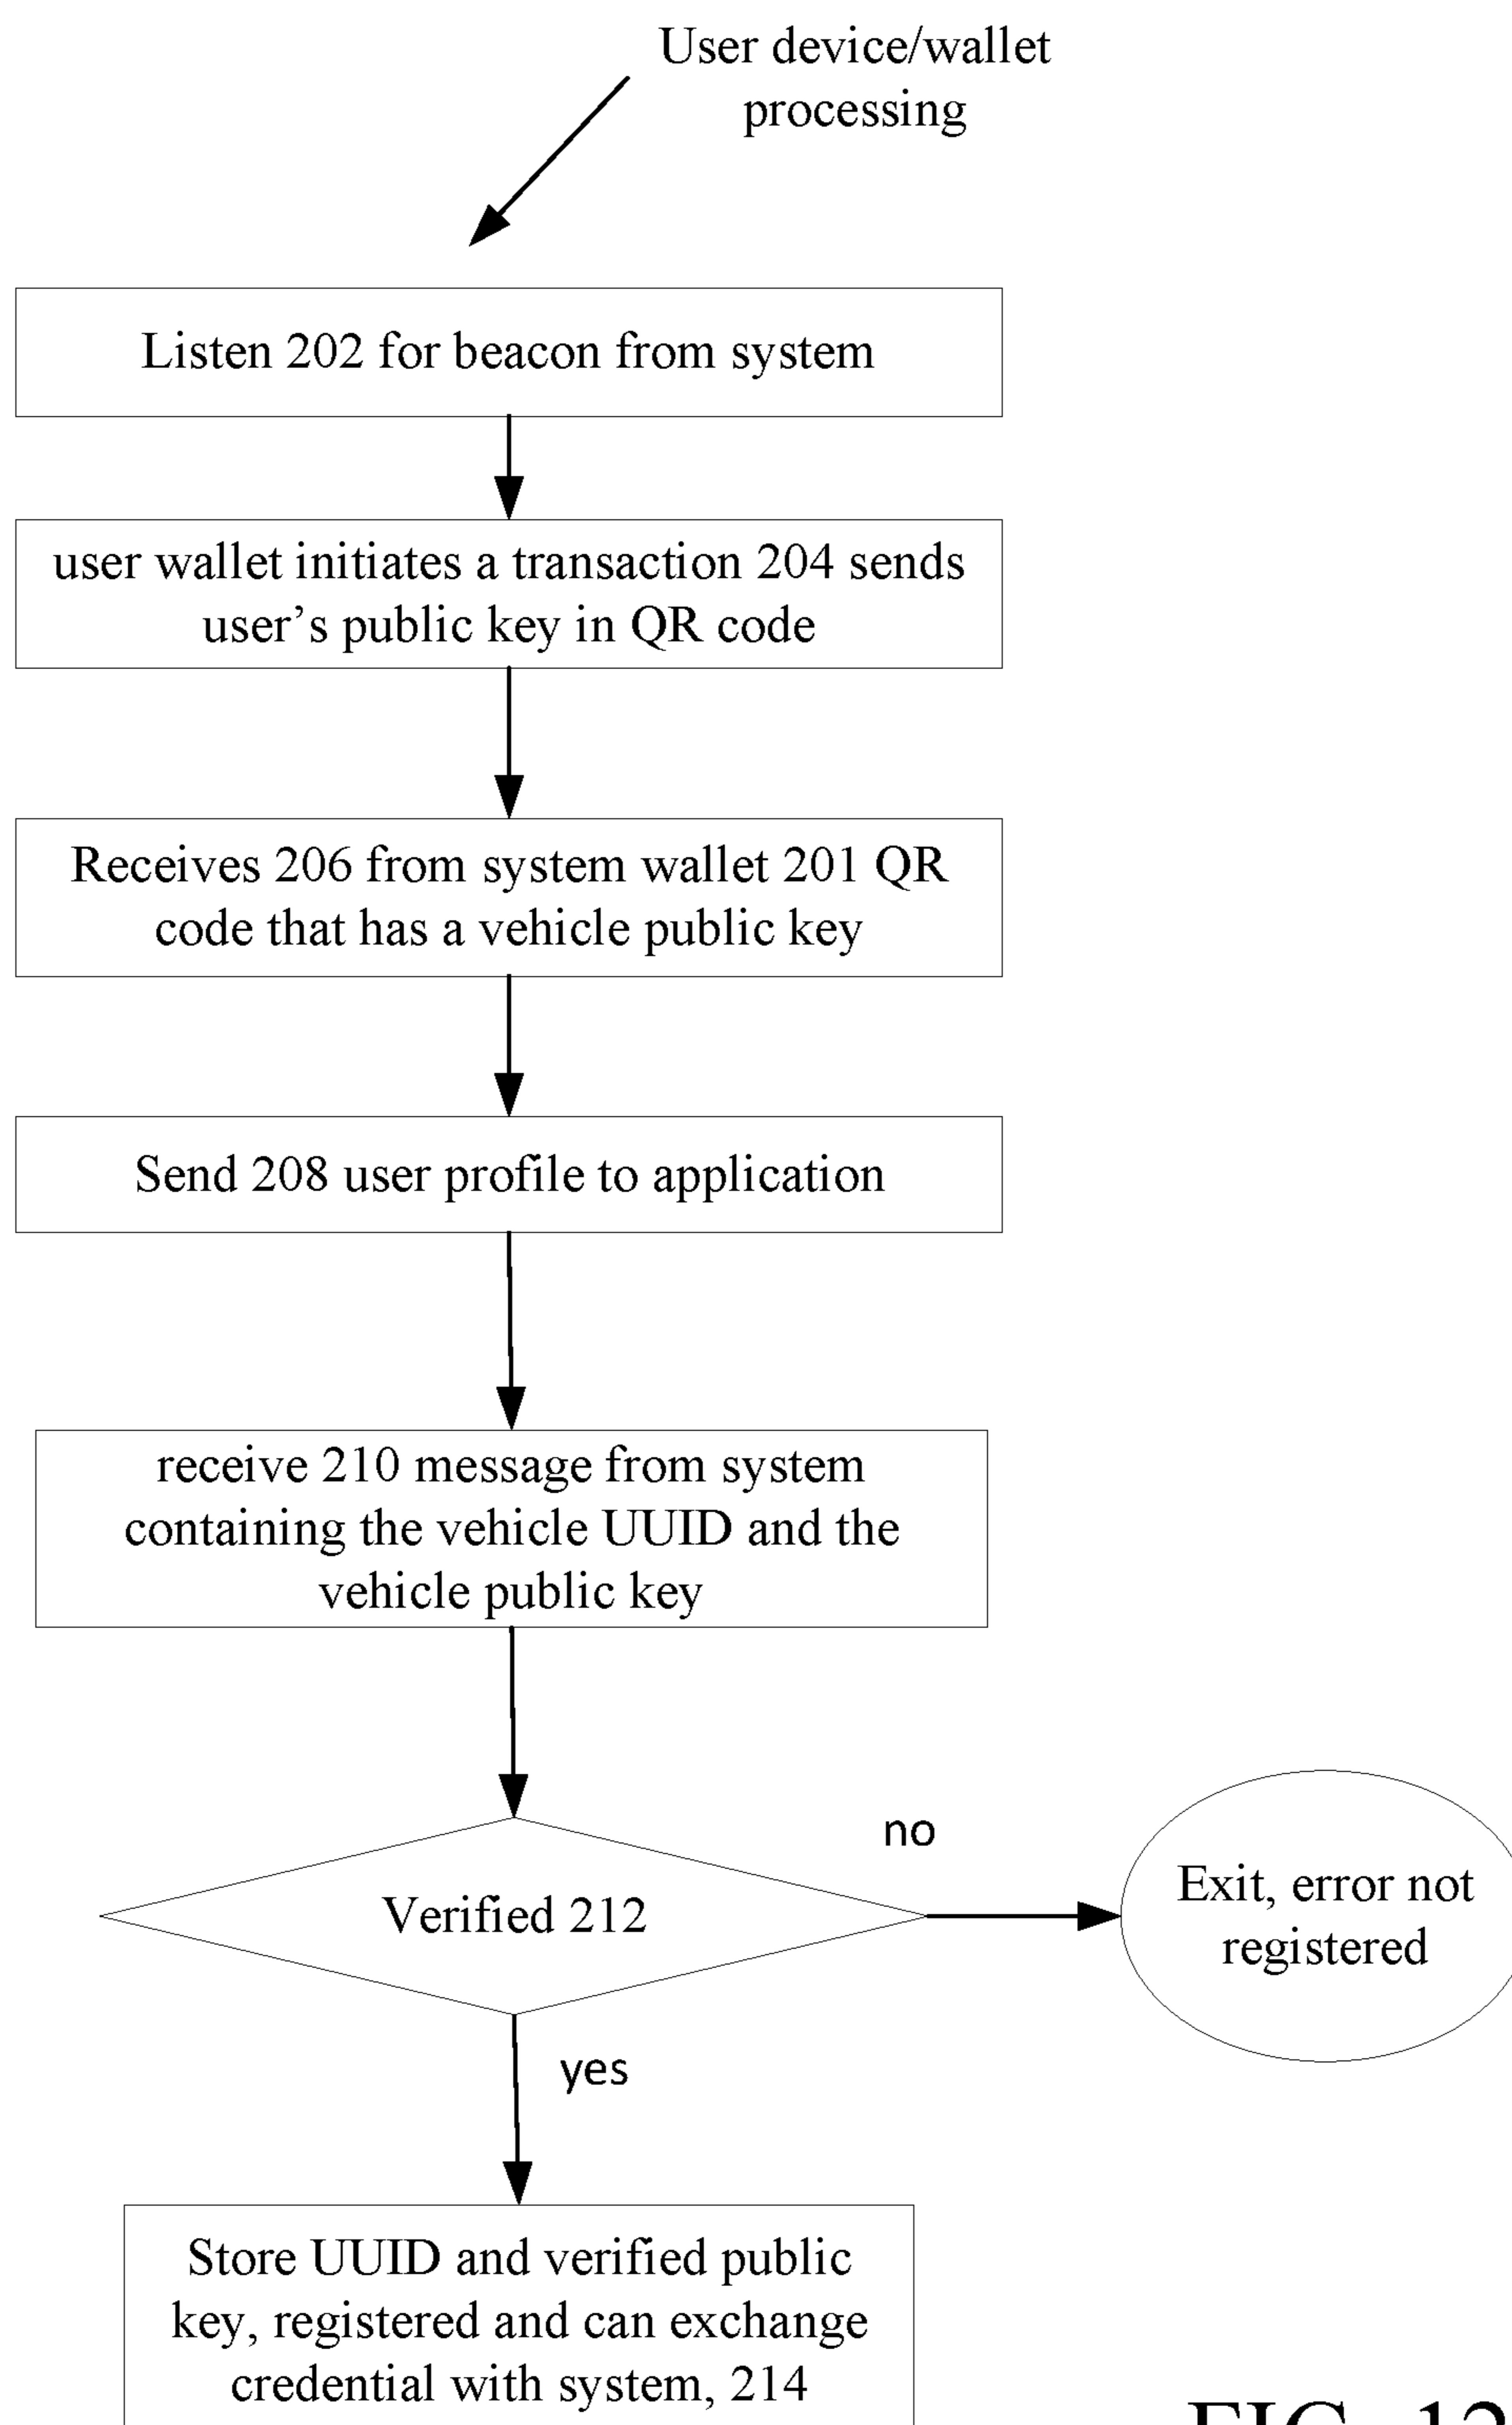 User device/wallet
processing
Listen 202 for beacon from system
user wallet initiates a transaction 204 sends
user’s public key in QR code
Receives 206 from system wallet 201 QR
code that has a vehicle public key
Send 208 user profile to application
receive 210 message from system
containing the vehicle UUID and the
vehicle public key
no
Verified 212
Exit, error not
registered
yes
Store UUID and verified public
key, registered and can exchange
credential with system, 214